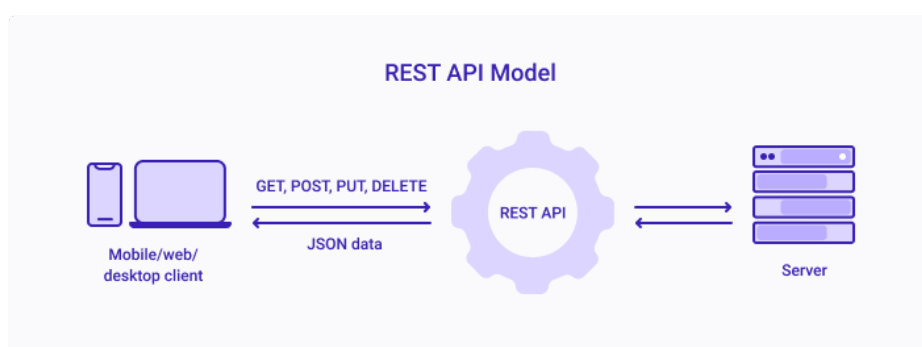 REST API Model
GET, POST, PUT, DELETE
REST API
JSON data
Mobile/web/
desktop client
Server